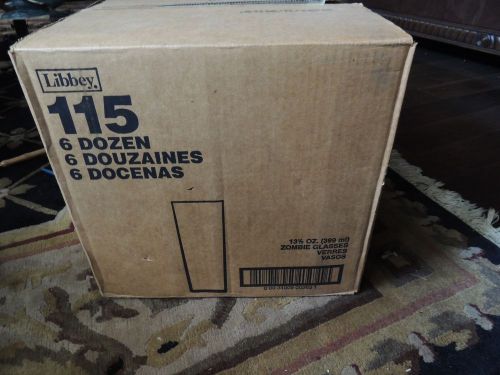 Libbey.
115
6 DOZEN
6 DOUZAINES
6 DOCENAS
13½ OZ. (399 ml)
ZOMBIE GLASSES
VERRES
VASOS